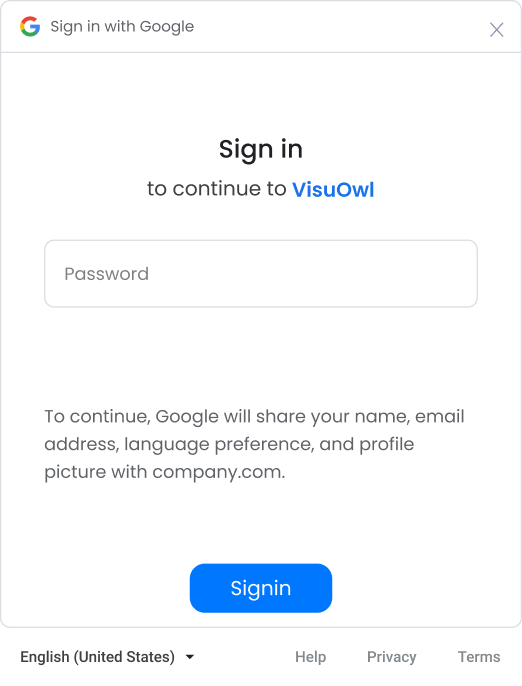 Sign in with Google
Sign in
to continue to VisuOwl
Password
To continue, Google will share your name, email
address, language preference, and profile
picture with company.com.
Signin
English (United States) Help Privacy Terms